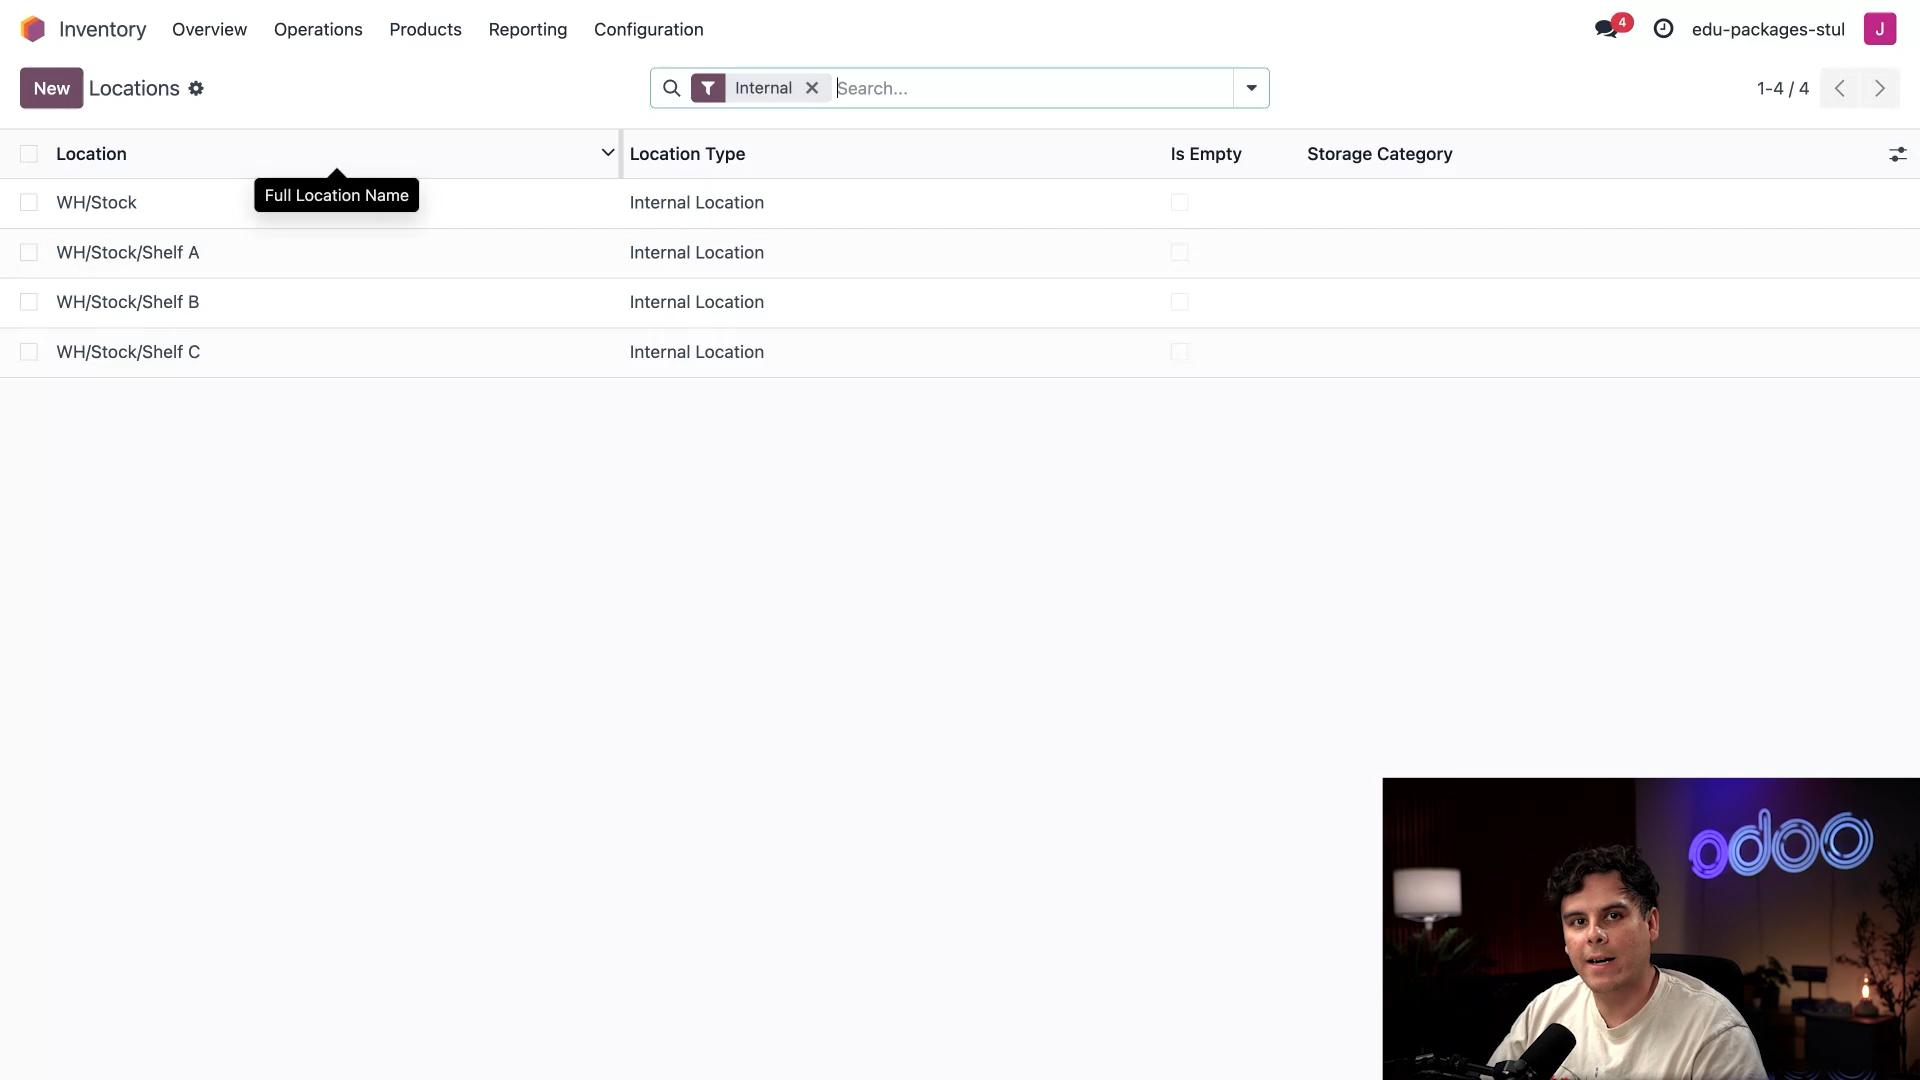 Inventory Overview Operations Products Reporting Configuration 4 edu-packages-stul J
New Locations Internal Search... 1-4 / 4
Location Location Type Is Empty Storage Category
Full Location Name
WH/Stock Internal Location
WH/Stock/Shelf A Internal Location
WH/Stock/Shelf B Internal Location
WH/Stock/Shelf C Internal Location
odoo